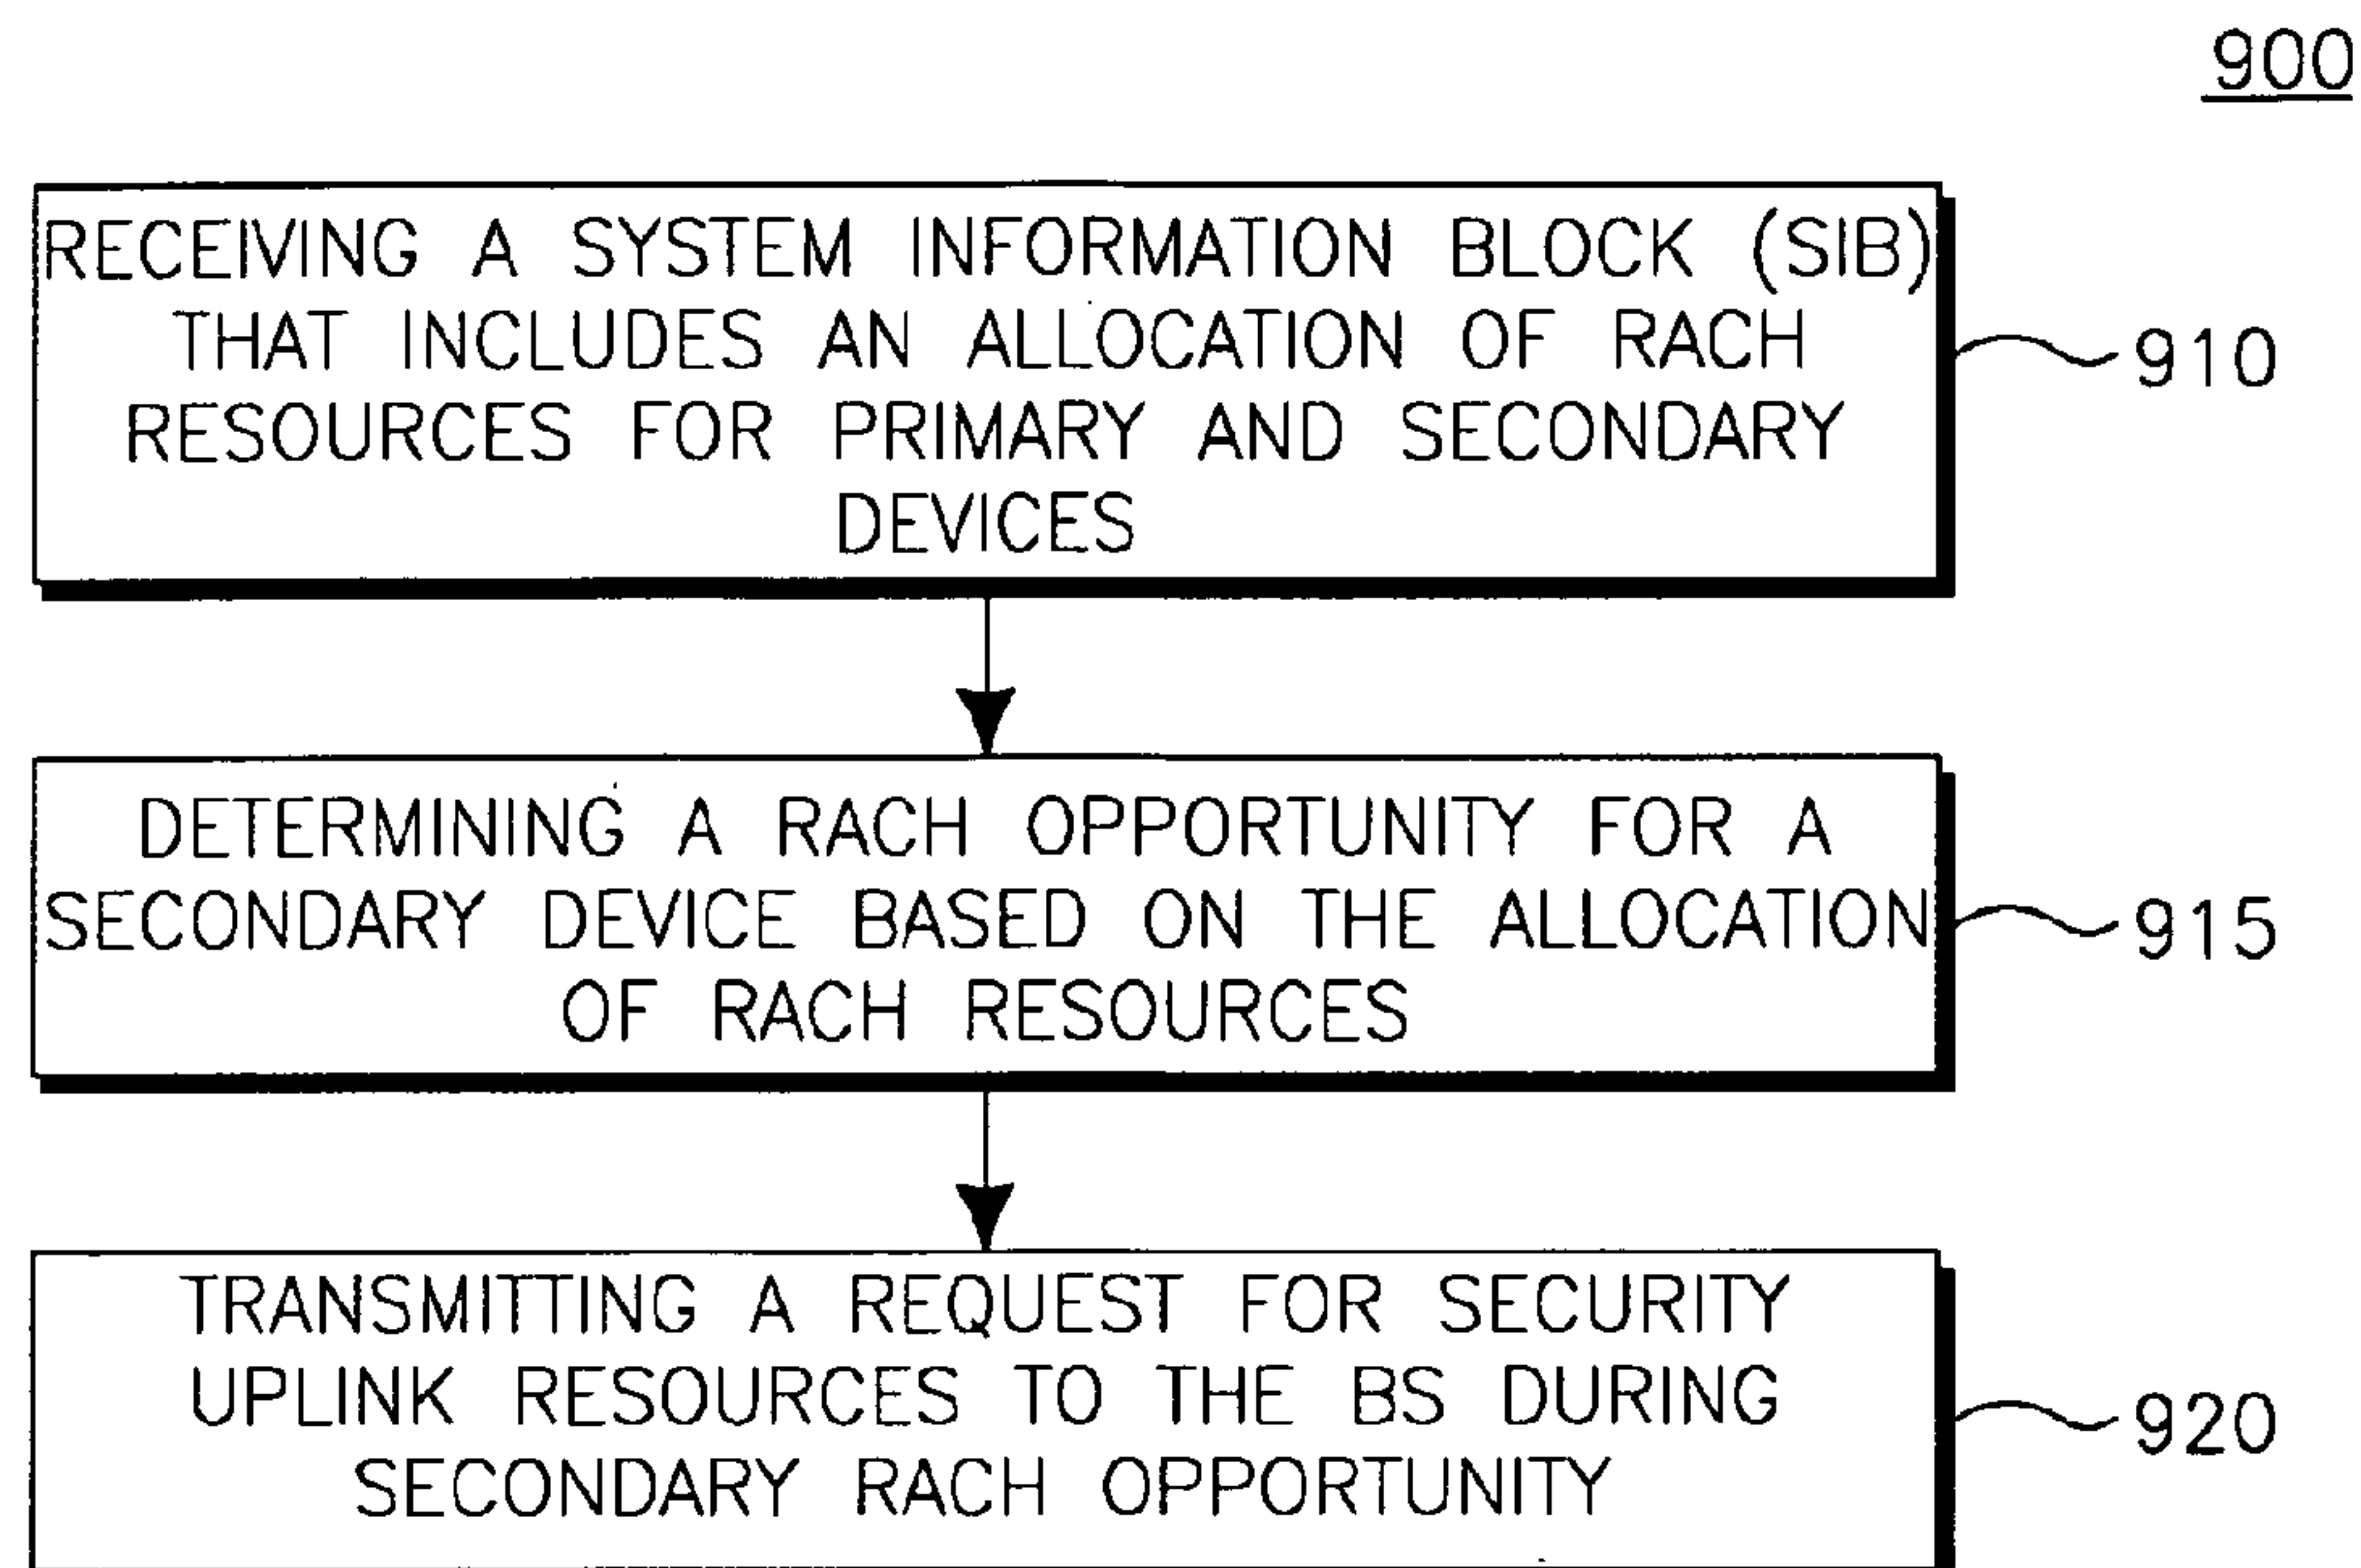 900
RECEIVING A SYSTEM INFORMATION BLOCK (SIB)
THAT INCLUDES AN ALLOCATION OF RACH
RESOURCES FOR PRIMARY AND SECONDARY
DEVICES
910
DETERMINING A RACH OPPORTUNITY FOR A
SECONDARY DEVICE BASED ON THE ALLOCATION
OF RACH RESOURCES
915
TRANSMITTING A REQUEST FOR SECURITY
UPLINK RESOURCES TO THE BS DURING
SECONDARY RACH OPPORTUNITY
920